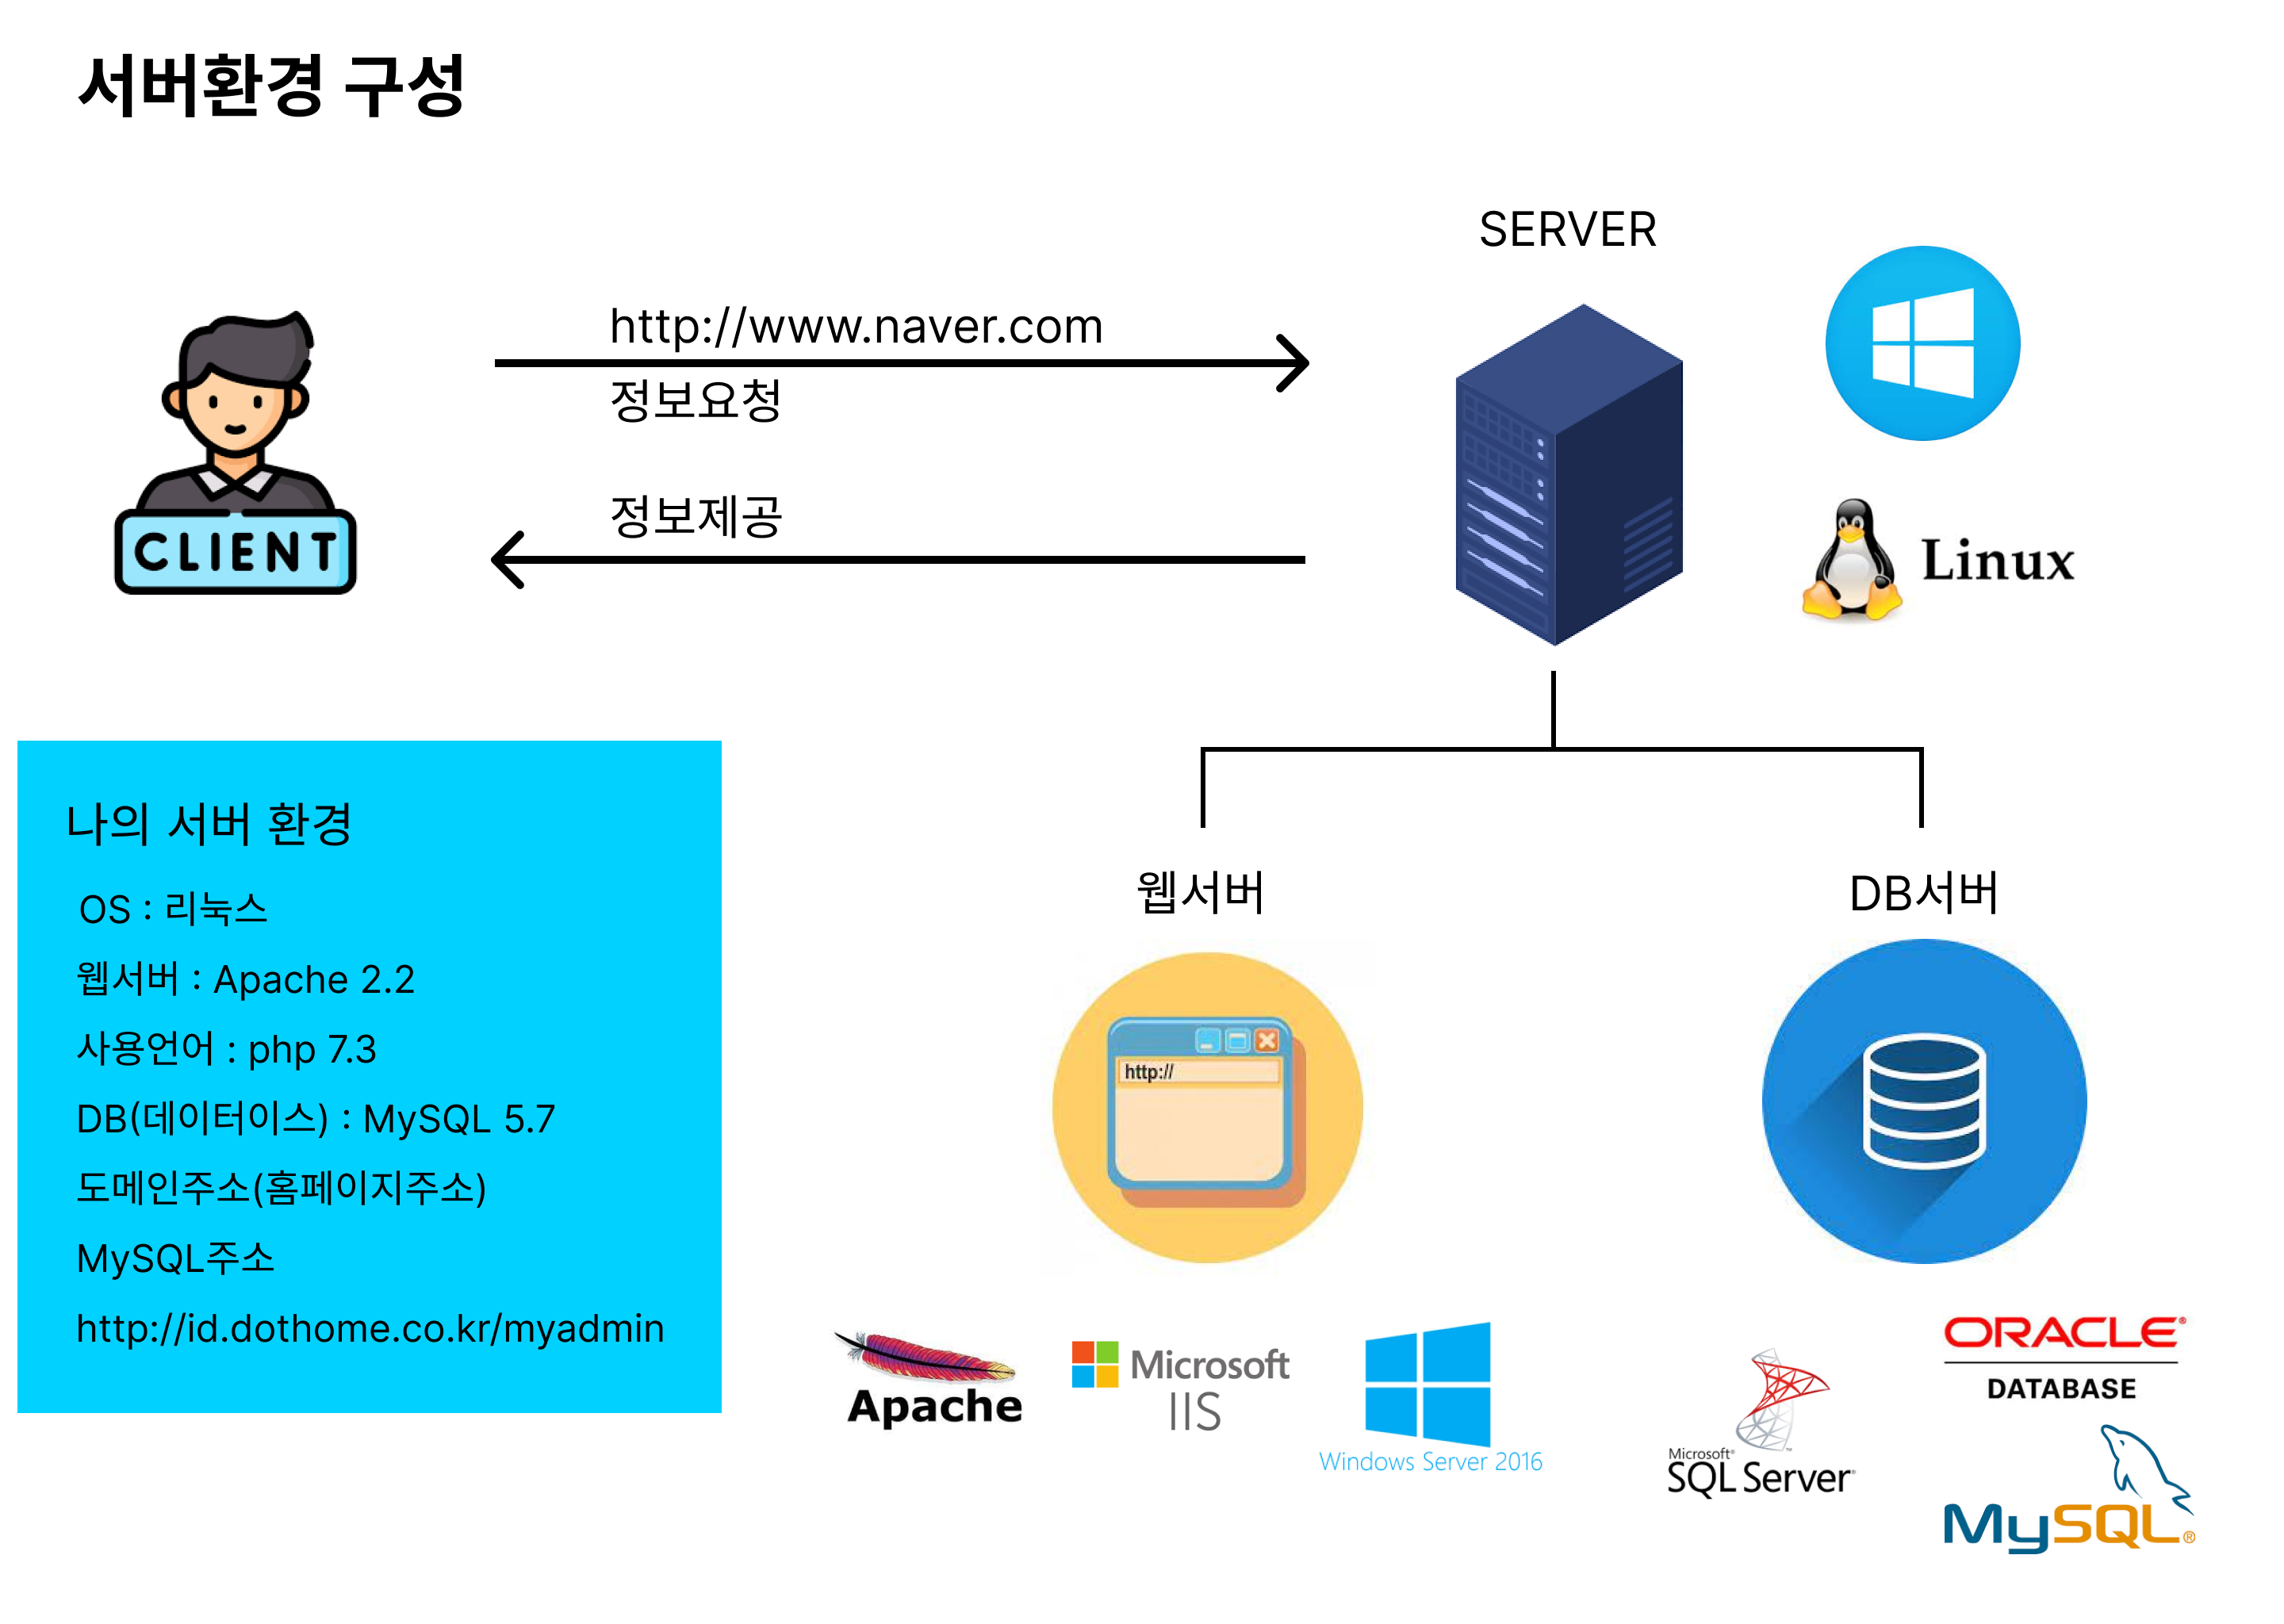 서버환경 구성
SERVER
http://www.naver.com
정보요청
정보제공
CLIENT
Linux
나의 서버 환경
OS : 리눅스
웹서버 : Apache 2.2
사용언어 : php 7.3
DB(데이터이스) : MySQL 5.7
도메인주소(홈페이지주소)
MySQL주소
http://id.dothome.co.kr/myadmin
웹서버
DB서버
http://
Apache
Microsoft
IIS
Windows Server 2016
Microsoft®
SQL Server®
ORACLE®
DATABASE
MySQL®